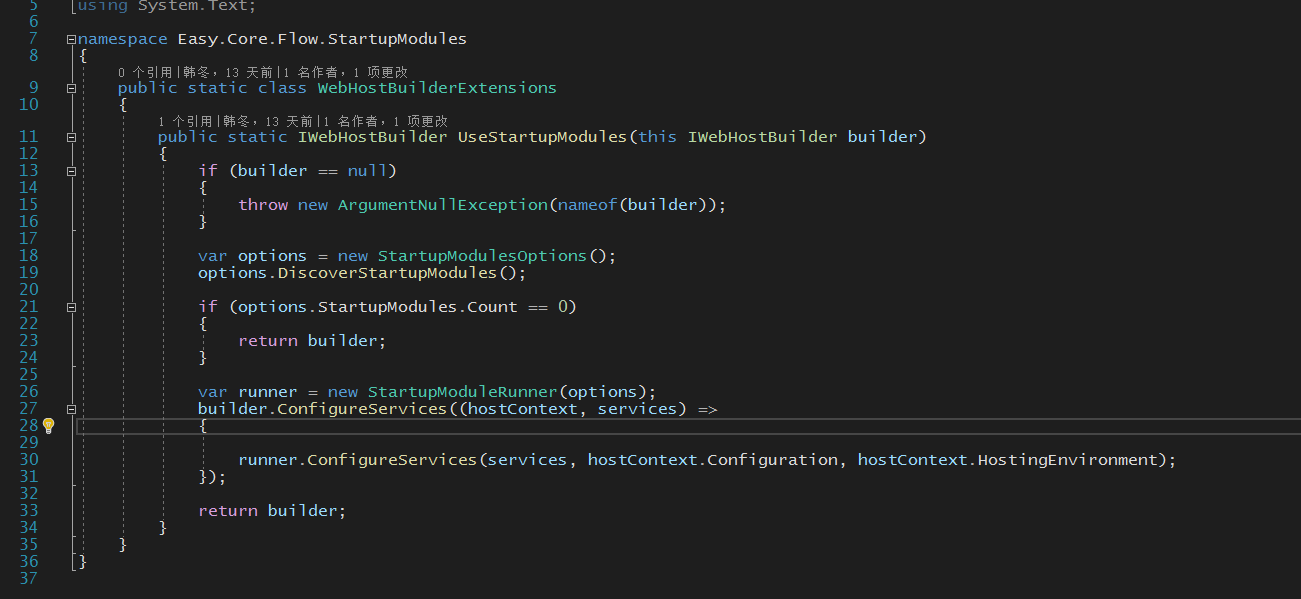 5 using System.Text;
6
7 namespace Easy.Core.Flow.StartupModules
8 {
0 个引用|韩冬，13 天前|1 名作者，1 项更改
9 public static class WebHostBuilderExtensions
10 {
1 个引用|韩冬，13 天前|1 名作者，1 项更改
11 public static IWebHostBuilder UseStartupModules(this IWebHostBuilder builder)
12 {
13 if (builder == null)
14 {
15 throw new ArgumentNullException(nameof(builder));
16 }
17
18 var options = new StartupModulesOptions();
19 options.DiscoverStartupModules();
20
21 if (options.StartupModules.Count == 0)
22 {
23 return builder;
24 }
25
26 var runner = new StartupModuleRunner(options);
27 builder.ConfigureServices((hostContext, services) =>
28 {
29
30 runner.ConfigureServices(services, hostContext.Configuration, hostContext.HostingEnvironment);
31 });
32
33 return builder;
34 }
35 }
36 }
37